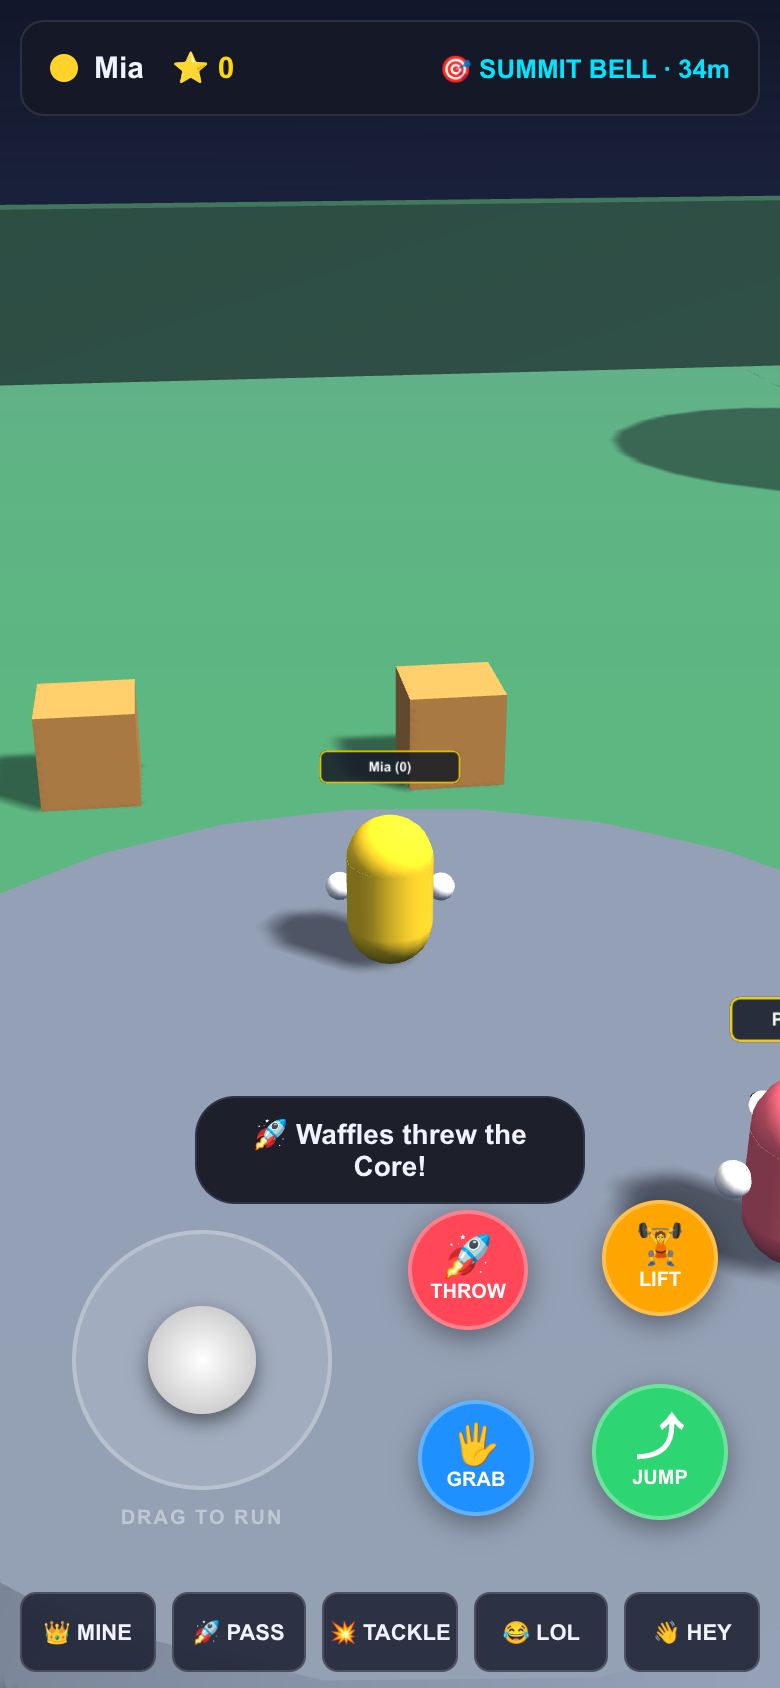 Mia ⭐ 0 🎯 SUMMIT BELL · 34m
Mia (0)
P
🚀 Waffles threw the
Core!
🚀 THROW
🏋️ LIFT
🖐 GRAB
⤴ JUMP
DRAG TO RUN
👑 MINE 🚀 PASS 💥 TACKLE 😂 LOL 👋 HEY